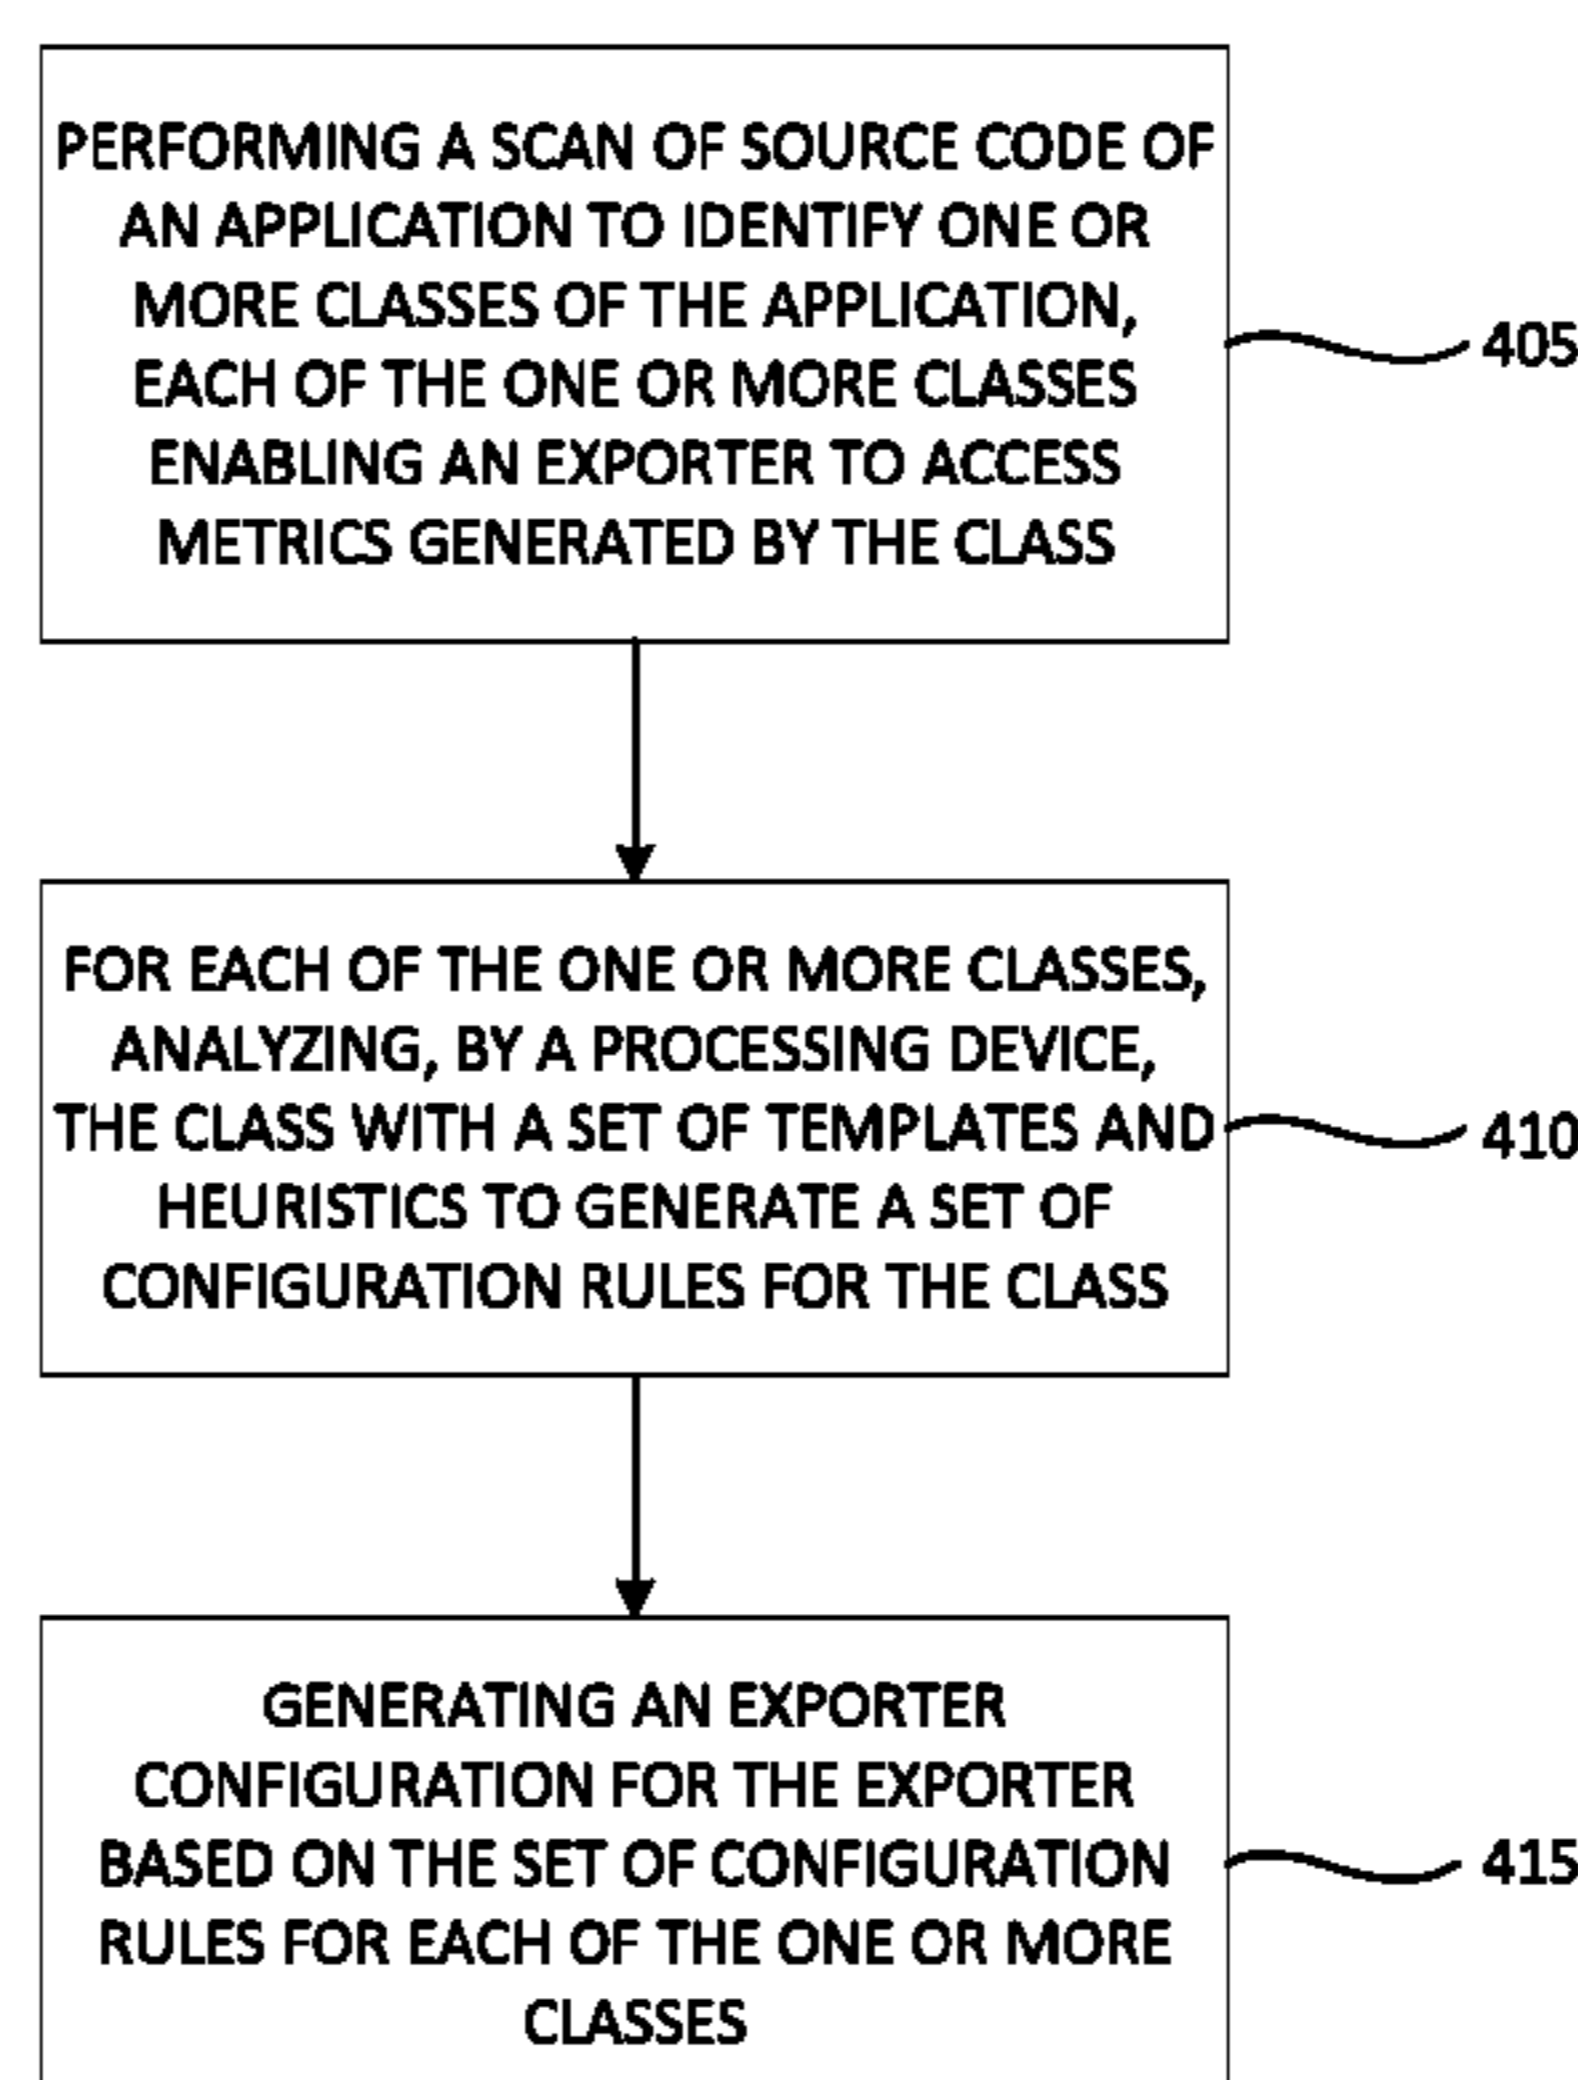 PERFORMING A SCAN OF SOURCE CODE OF
AN APPLICATION TO IDENTIFY ONE OR
MORE CLASSES OF THE APPLICATION,
EACH OF THE ONE OR MORE CLASSES
ENABLING AN EXPORTER TO ACCESS
METRICS GENERATED BY THE CLASS
405
FOR EACH OF THE ONE OR MORE CLASSES,
ANALYZING, BY A PROCESSING DEVICE,
THE CLASS WITH A SET OF TEMPLATES AND
HEURISTICS TO GENERATE A SET OF
CONFIGURATION RULES FOR THE CLASS
410
GENERATING AN EXPORTER
CONFIGURATION FOR THE EXPORTER
BASED ON THE SET OF CONFIGURATION
RULES FOR EACH OF THE ONE OR MORE
CLASSES
415